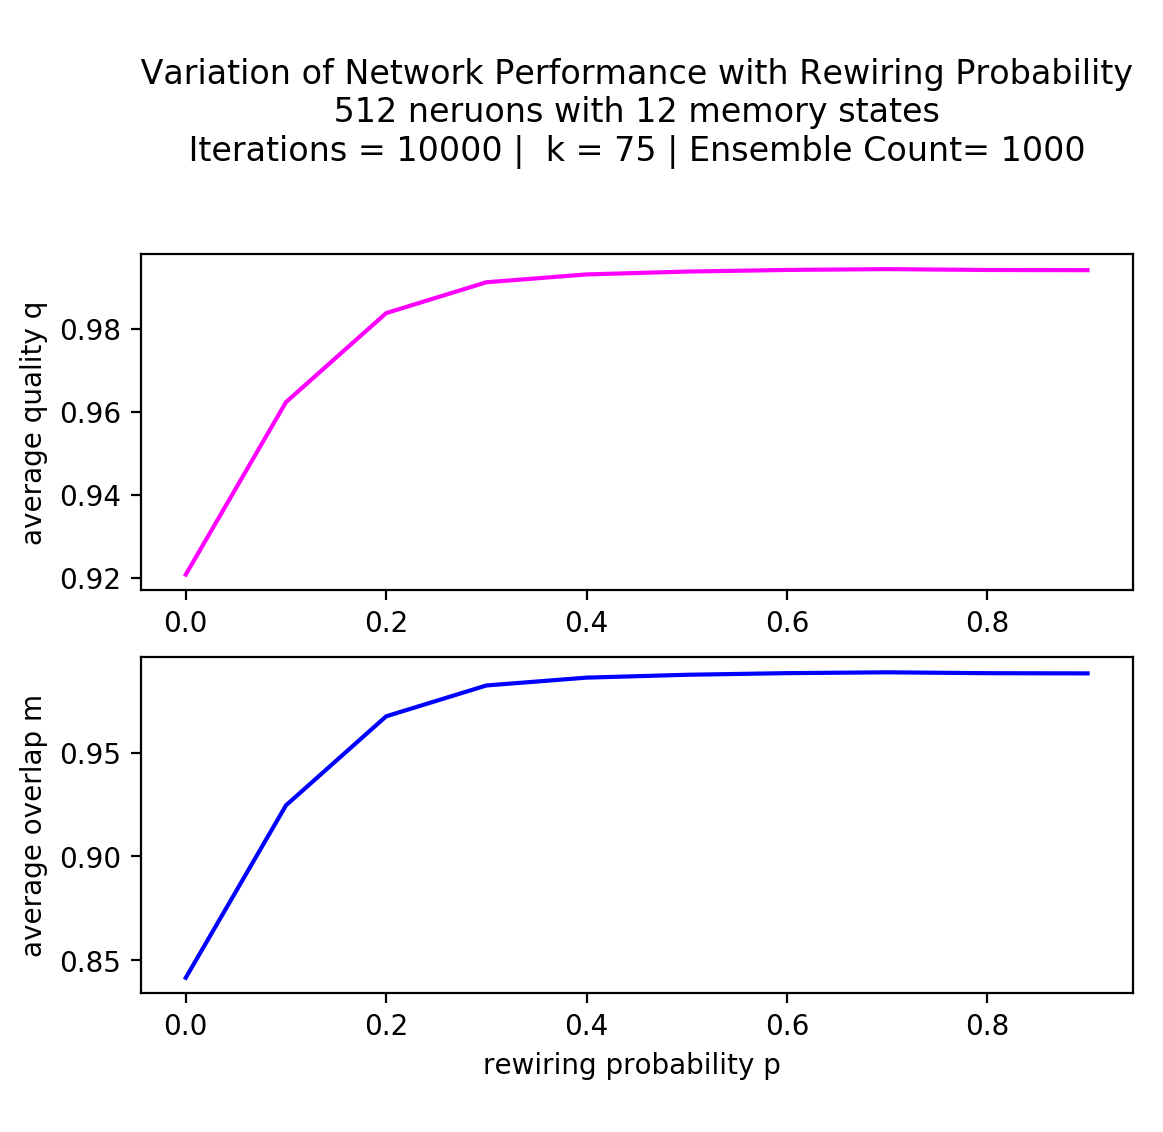 Variation of Network Performance with Rewiring Probability
512 neruons with 12 memory states
Iterations = 10000 |  k = 75 | Ensemble Count= 1000
average quality q
0.98
0.96
0.94
0.92
0.0 0.2 0.4 0.6 0.8
average overlap m
0.95
0.90
0.85
0.0 0.2 0.4 0.6 0.8
rewiring probability p